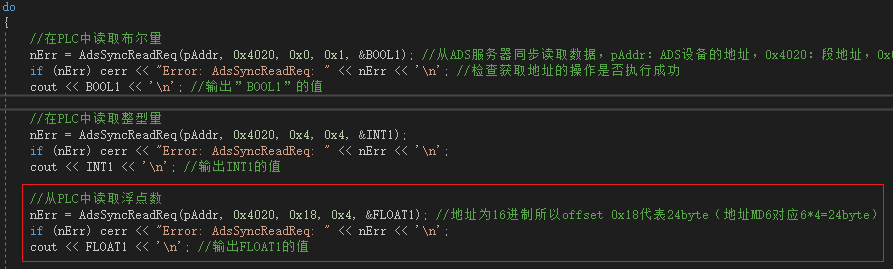 do
{
//在PLC中读取布尔量
nErr = AdsSyncReadReq(pAddr, 0x4020, 0x0, 0x1, &BOOL1); //从ADS服务器同步读取数据，pAddr：ADS设备的地址，0x4020：段地址，0x
if (nErr) cerr << "Error: AdsSyncReadReq: " << nErr << '\n'; //检查获取地址的操作是否执行成功
cout << BOOL1 << '\n'; //输出”BOOL1”的值
//在PLC中读取整型量
nErr = AdsSyncReadReq(pAddr, 0x4020, 0x4, 0x4, &INT1);
if (nErr) cerr << "Error: AdsSyncReadReq: " << nErr << '\n';
cout << INT1 << '\n'; //输出INT1的值
//从PLC中读取浮点数
nErr = AdsSyncReadReq(pAddr, 0x4020, 0x18, 0x4, &FLOAT1); //地址为16进制所以offset 0x18代表24byte（地址MD6对应6*4=24byte）
if (nErr) cerr << "Error: AdsSyncReadReq: " << nErr << '\n';
cout << FLOAT1 << '\n'; //输出FLOAT1的值